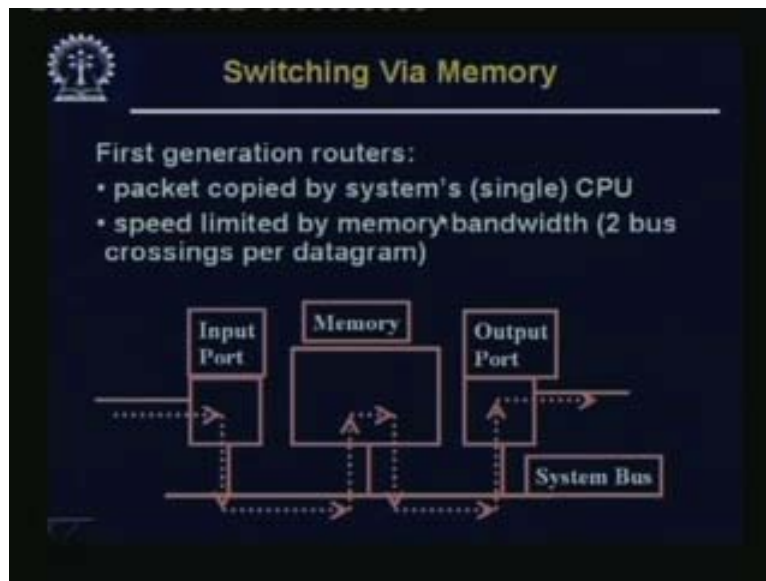 Switching Via Memory
First generation routers:
• packet copied by system's (single) CPU
• speed limited by memory bandwidth (2 bus
crossings per datagram)
Input
Port
Memory
Output
Port
System Bus